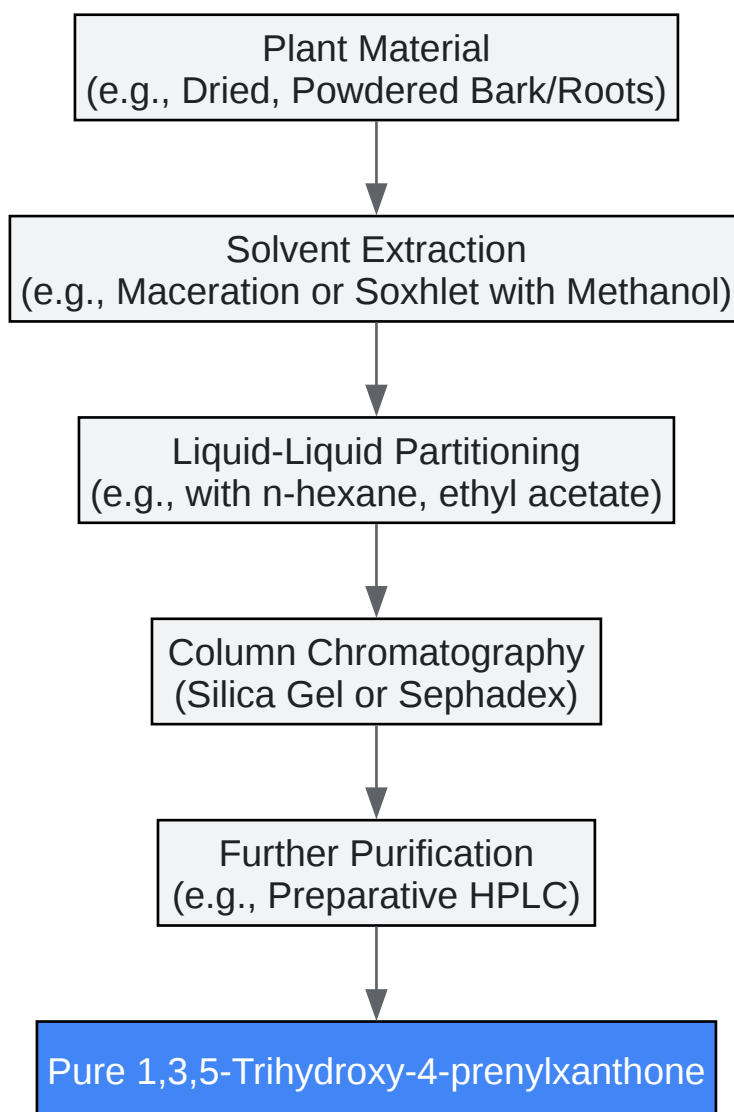 Plant Material
(e.g., Dried, Powdered Bark/Roots)
Solvent Extraction
(e.g., Maceration or Soxhlet with Methanol)
Liquid-Liquid Partitioning
(e.g., with n-hexane, ethyl acetate)
Column Chromatography
(Silica Gel or Sephadex)
Further Purification
(e.g., Preparative HPLC)
Pure 1,3,5-Trihydroxy-4-prenylxanthone